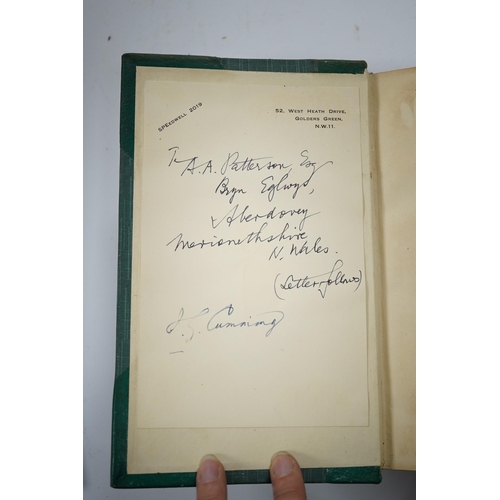 SPEEDWELL 2019
52, WEST HEATH DRIVE,
GOLDERS GREEN,
N.W.11.
To A.A. Patterson, Esq
Bryn Eglwys,
Aberdovey
Merionethshire
N. Wales.
(Letter follows)
Cumming